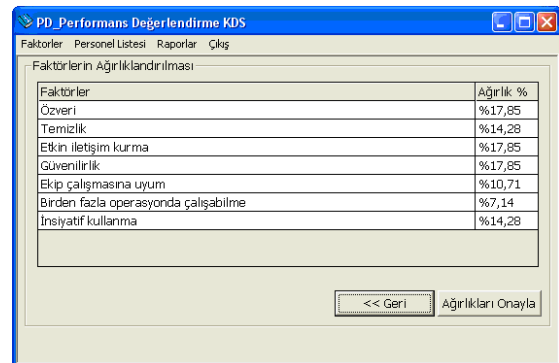 PD_Performans Değerlendirme KDS
Faktorler Personel Listesi Raporlar Çıkış
Faktörlerin Ağırlıklandırılması
Faktörler Ağırlık %
Özveri %17,85
Temizlik %14,28
Etkin iletişim kurma %17,85
Güvenilirlik %17,85
Ekip çalışmasına uyum %10,71
Birden fazla operasyonda çalışabilme %7,14
İnsiyatif kullanma %14,28
<< Geri Ağırlıkları Onayla